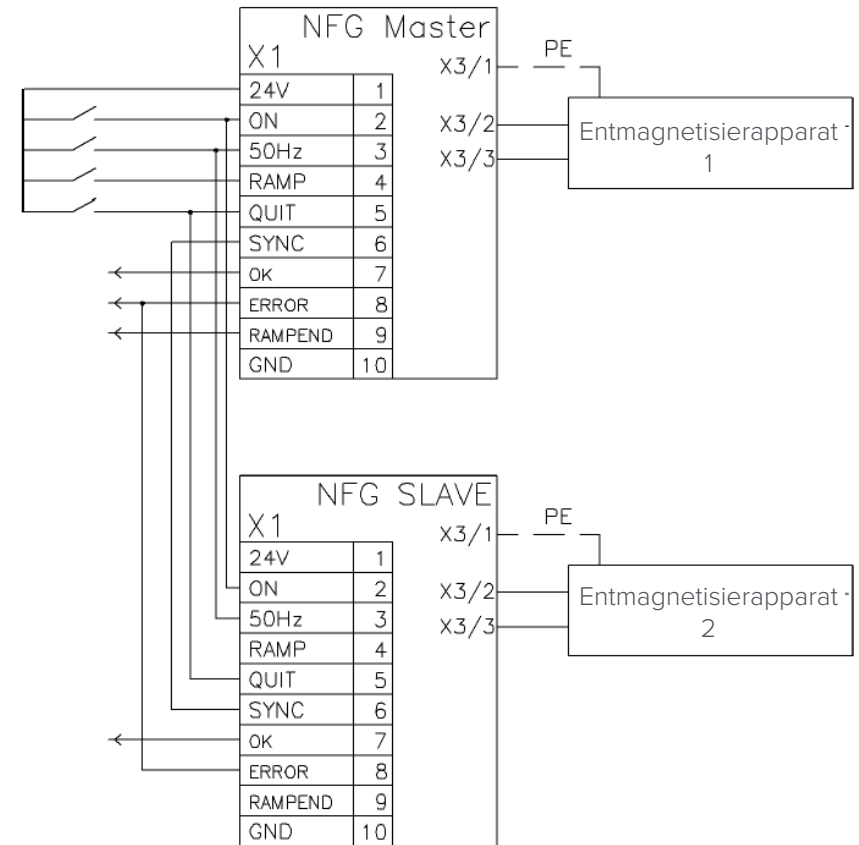 NFG Master
X1
X3/1
PE
24V 1
ON 2
X3/2
50Hz 3
X3/3
RAMP 4
QUIT 5
SYNC 6
OK 7
ERROR 8
RAMPEND 9
GND 10
Entmagnetisierapparat
1
NFG SLAVE
X1
X3/1
PE
24V 1
ON 2
X3/2
50Hz 3
X3/3
RAMP 4
QUIT 5
SYNC 6
OK 7
ERROR 8
RAMPEND 9
GND 10
Entmagnetisierapparat
2